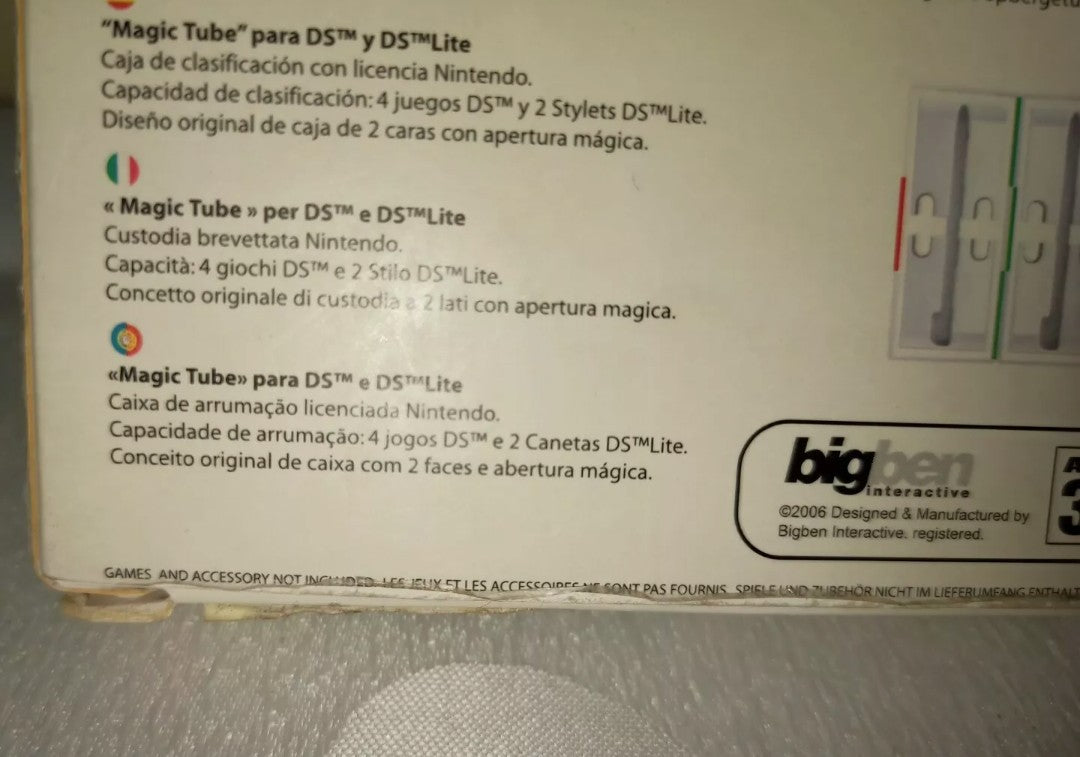 "Magic Tube" para DS™ y DS™Lite
Caja de clasificación con licencia Nintendo.
Capacidad de clasificación: 4 juegos DS™ y 2 Stylets DS™Lite.
Diseño original de caja de 2 caras con apertura mágica.
« Magic Tube » per DS™ e DS™Lite
Custodia brevettata Nintendo.
Capacità: 4 giochi DS™ e 2 Stilo DS™Lite.
Concetto originale di custodia a 2 lati con apertura magica.
«Magic Tube» para DS™ e DS™Lite
Caixa de arrumação licenciada Nintendo.
Capacidade de arrumação: 4 jogos DS™ e 2 Canetas DS™Lite.
Conceito original de caixa com 2 faces e abertura mágica.
bigben
interactive
©2006 Designed & Manufactured by
Bigben Interactive. registered.
GAMES AND ACCESSORY NOT INCLUDED. LES JEUX ET LES ACCESSOIRES NE SONT PAS FOURNIS. SPIELE UND ZUBEHÖR NICHT IM LIEFERUMFANG